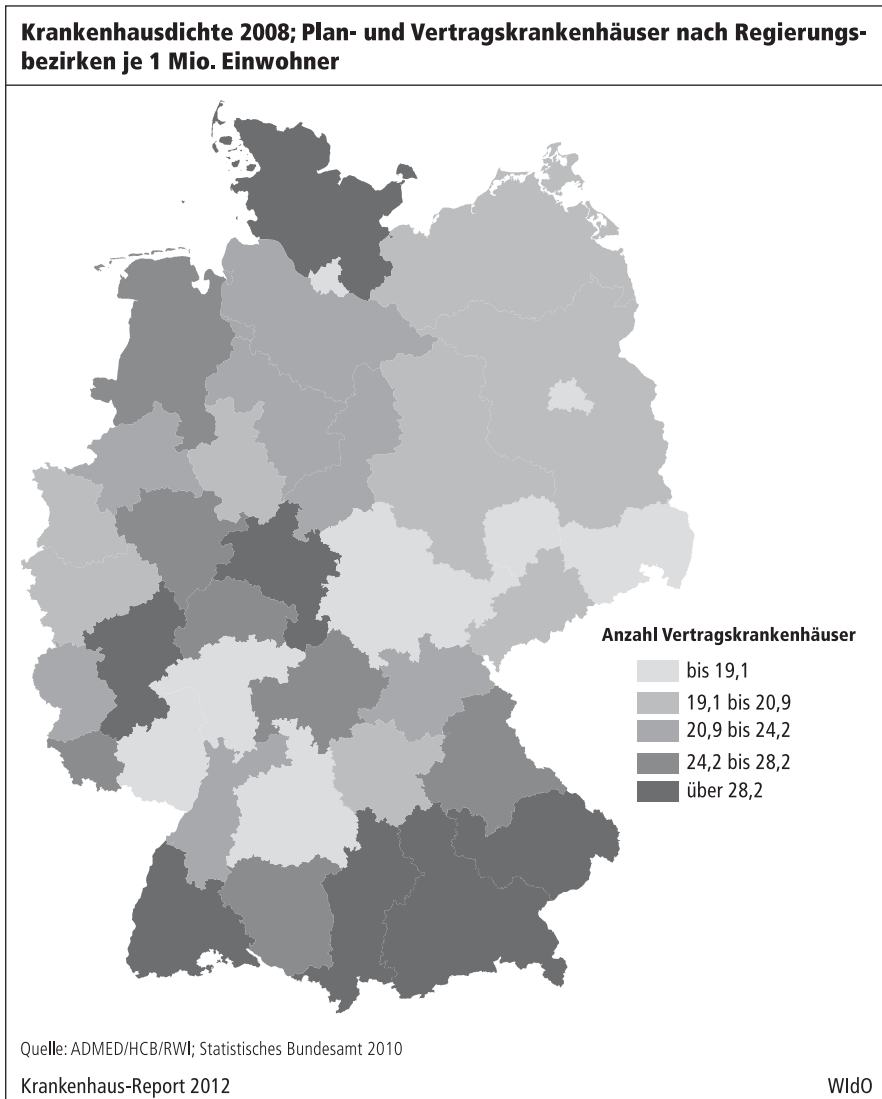 Krankenhausdichte 2008; Plan- und Vertragskrankenhäuser nach Regierungs-
bezirken je 1 Mio. Einwohner
Anzahl Vertragskrankenhäuser
bis 19,1
19,1 bis 20,9
20,9 bis 24,2
24,2 bis 28,2
über 28,2
Quelle: ADMED/HCB/RWI; Statistisches Bundesamt 2010
Krankenhaus-Report 2012 WIdO